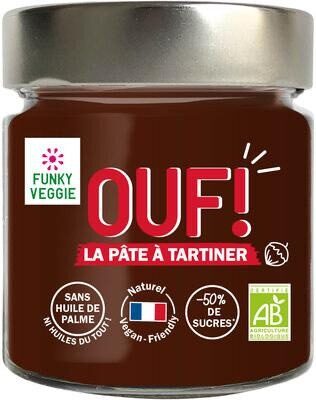 FUNKY
VEGGIE
OUF!
LA PÂTE À TARTINER
SANS
HUILE DE
PALME
NI HUILES DU TOUT!
Naturel
Vegan-Friendly
-50%
DE
SUCRES*
CERTIFIÉ
AB
AGRICULTURE
BIOLOGIQUE